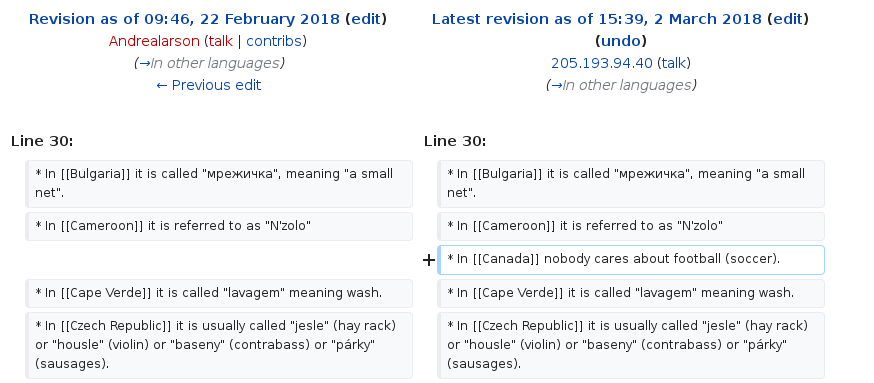 Revision as of 09:46, 22 February 2018 (edit)
Andrealarson (talk | contribs)
(→In other languages)
← Previous edit
Latest revision as of 15:39, 2 March 2018 (edit)
(undo)
205.193.94.40 (talk)
(→In other languages)
Line 30:
Line 30:
* In [[Bulgaria]] it is called "мрежичка", meaning "a small
net".
* In [[Bulgaria]] it is called "мрежичка", meaning "a small
net".
* In [[Cameroon]] it is referred to as "N'zolo"
* In [[Cameroon]] it is referred to as "N'zolo"
+ * In [[Canada]] nobody cares about football (soccer).
* In [[Cape Verde]] it is called "lavagem" meaning wash.
* In [[Cape Verde]] it is called "lavagem" meaning wash.
* In [[Czech Republic]] it is usually called "jesle" (hay rack)
or "housle" (violin) or "baseny" (contrabass) or "párky"
(sausages).
* In [[Czech Republic]] it is usually called "jesle" (hay rack)
or "housle" (violin) or "baseny" (contrabass) or "párky"
(sausages).